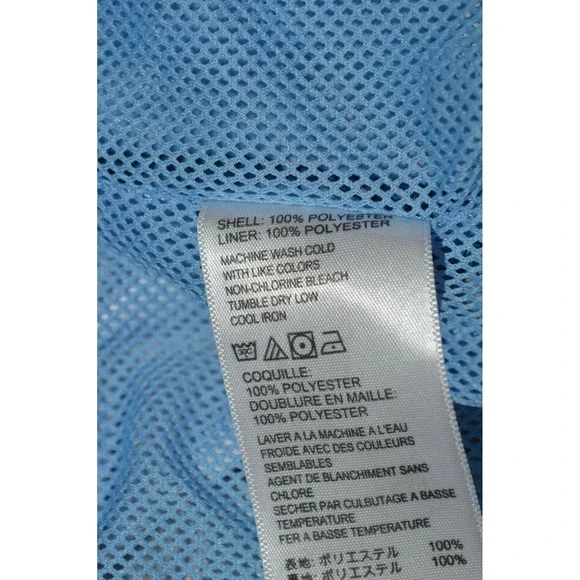 SHELL: 100% POLYESTER
LINER: 100% POLYESTER
MACHINE WASH COLD
WITH LIKE COLORS
NON-CHLORINE BLEACH
TUMBLE DRY LOW
COOL IRON
COQUILLE:
100% POLYESTER
DOUBLURE EN MAILLE:
100% POLYESTER
LAVER A LA MACHINE A L'EAU
FROIDE AVEC DES COULEURS
SEMBLABLES
AGENT DE BLANCHIMENT SANS
CHLORE
SECHER PAR CULBUTAGE A BASSE
TEMPERATURE
FER A BASSE TEMPERATURE
表地: ポリエステル 100%
裏地: ポリエステル 100%